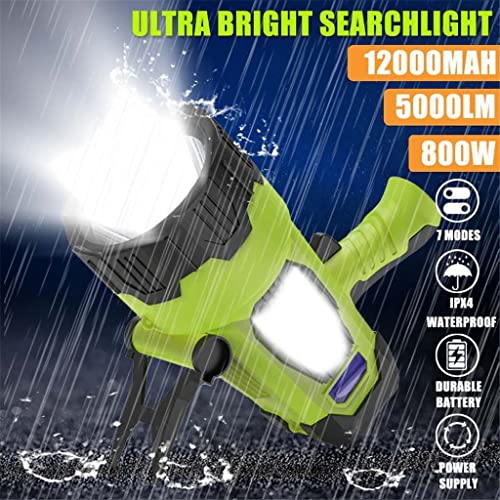 ULTRA BRIGHT SEARCHLIGHT
12000MAH
5000LM
800W
7 MODES
IPX4
WATERPROOF
DURABLE
BATTERY
POWER
SUPPLY